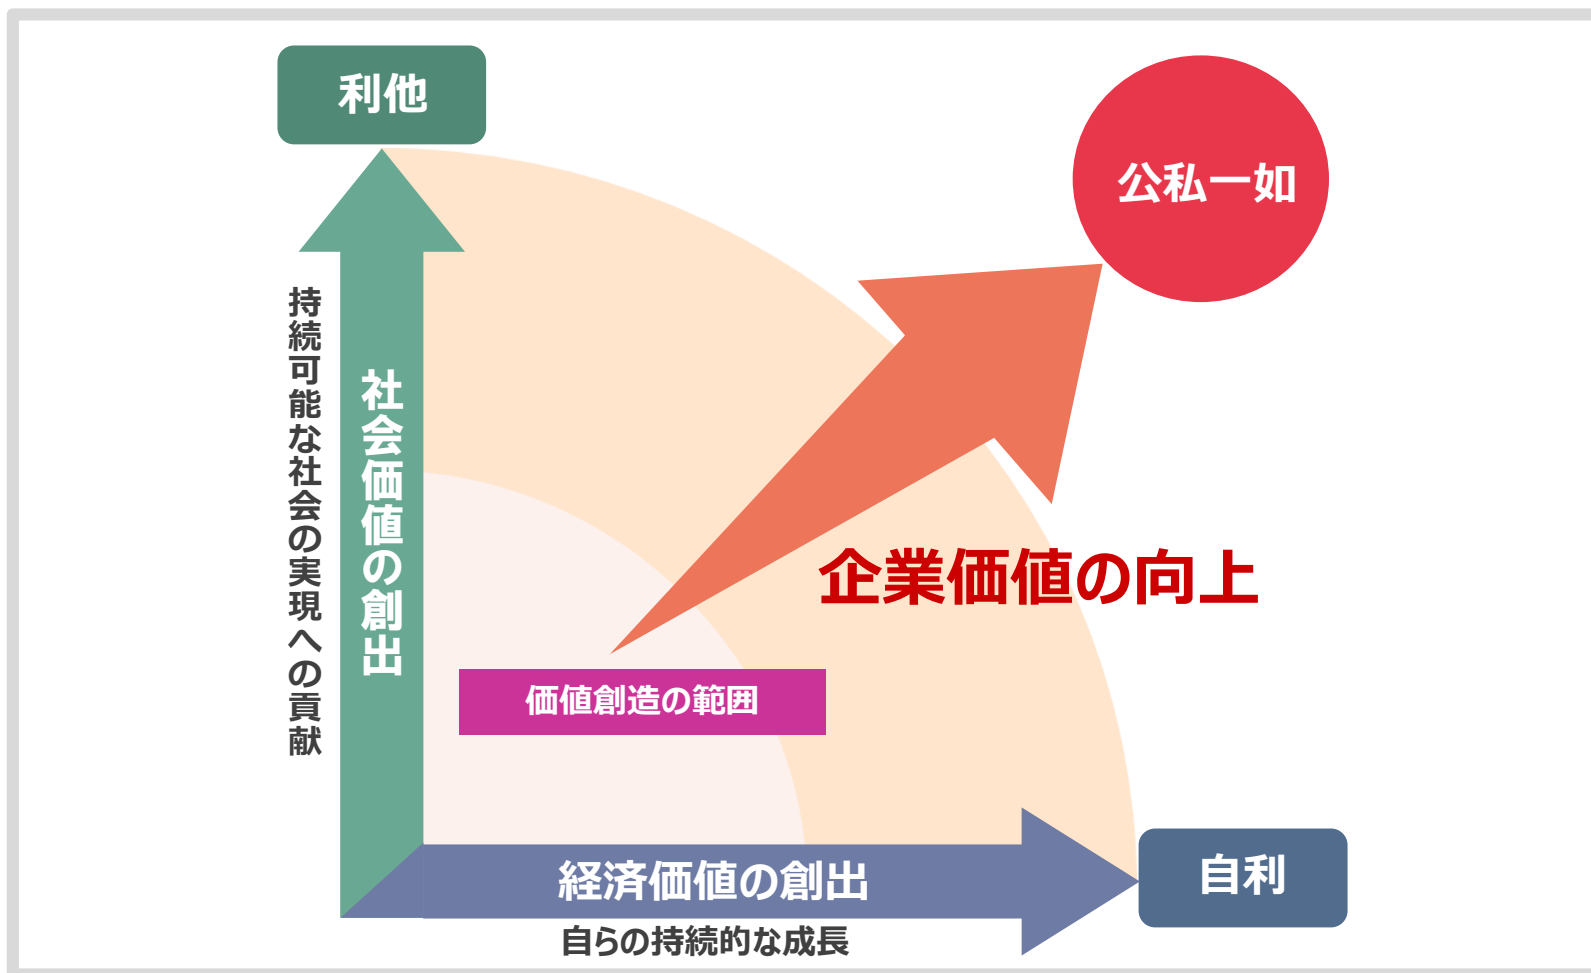 利他
公私一如
持続可能な社会の実現への貢献
社会価値の創出
企業価値の向上
価値創造の範囲
経済価値の創出
自利
自らの持続的な成長